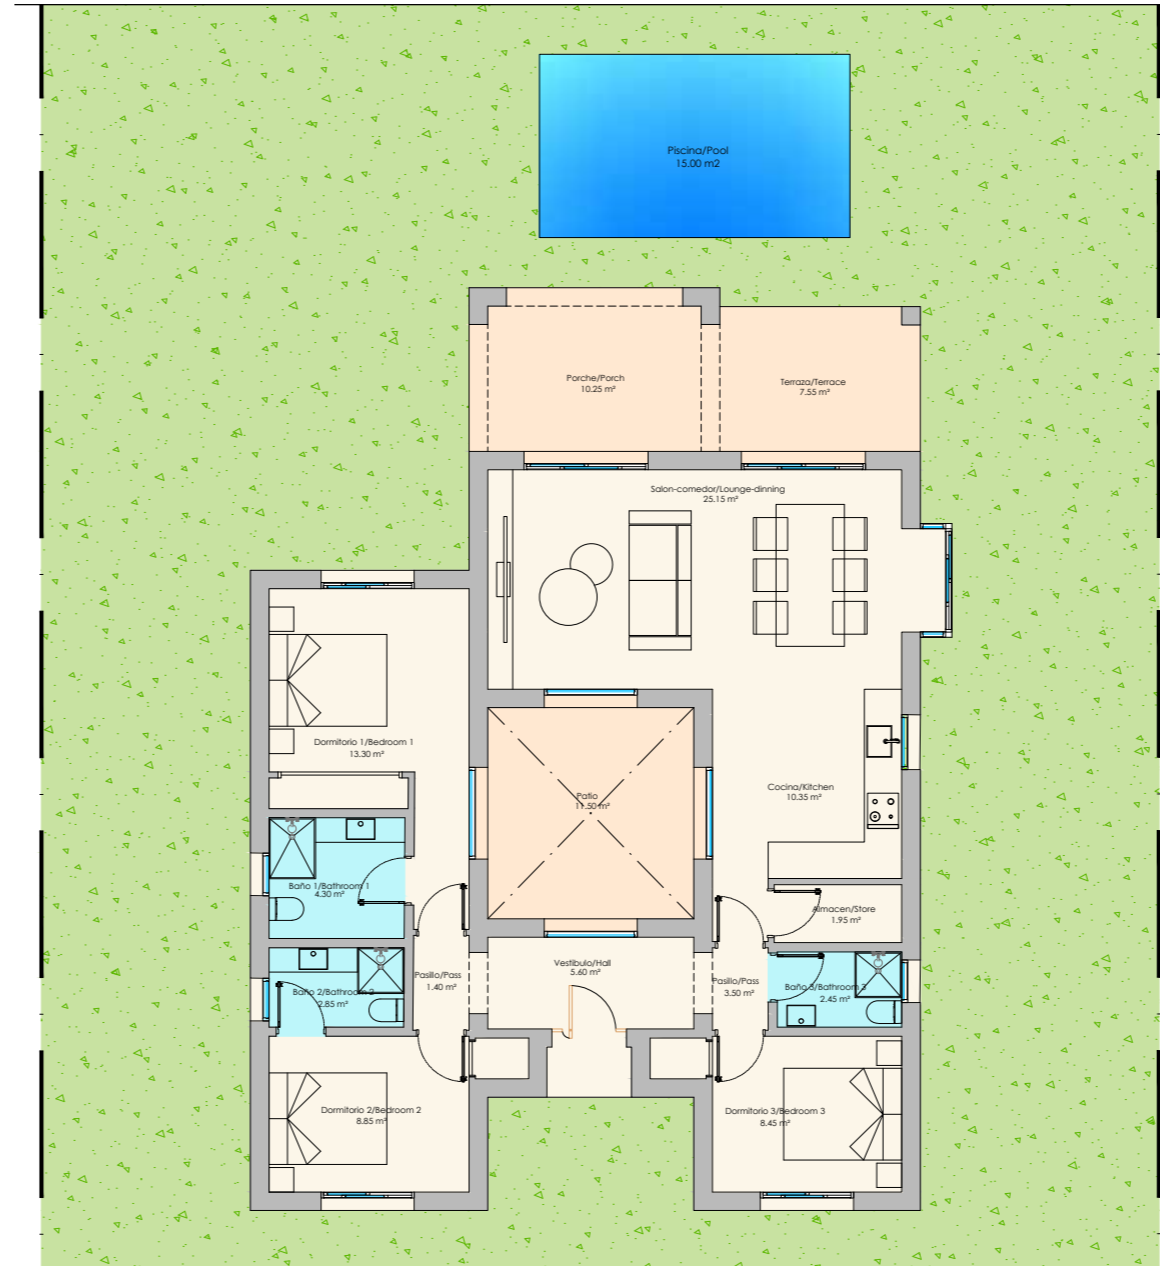 Piscina/Pool
15.00 m2
Porche/Porch
10.25 m²
Terraza/Terrace
7.55 m²
Salon-comedor/Lounge-dinning
25.15 m²
Dormitorio 1/Bedroom 1
13.30 m²
Patio
11.50 m²
Cocina/Kitchen
10.35 m²
Baño 1/Bathroom 1
4.30 m²
Almacen/Store
1.95 m²
Vestibulo/Hall
5.60 m²
Pasillo/Pass
1.40 m²
Pasillo/Pass
3.50 m²
Baño 2/Bathroom 2
2.85 m²
Baño 3/Bathroom 3
2.45 m²
Dormitorio 2/Bedroom 2
8.85 m²
Dormitorio 3/Bedroom 3
8.45 m²